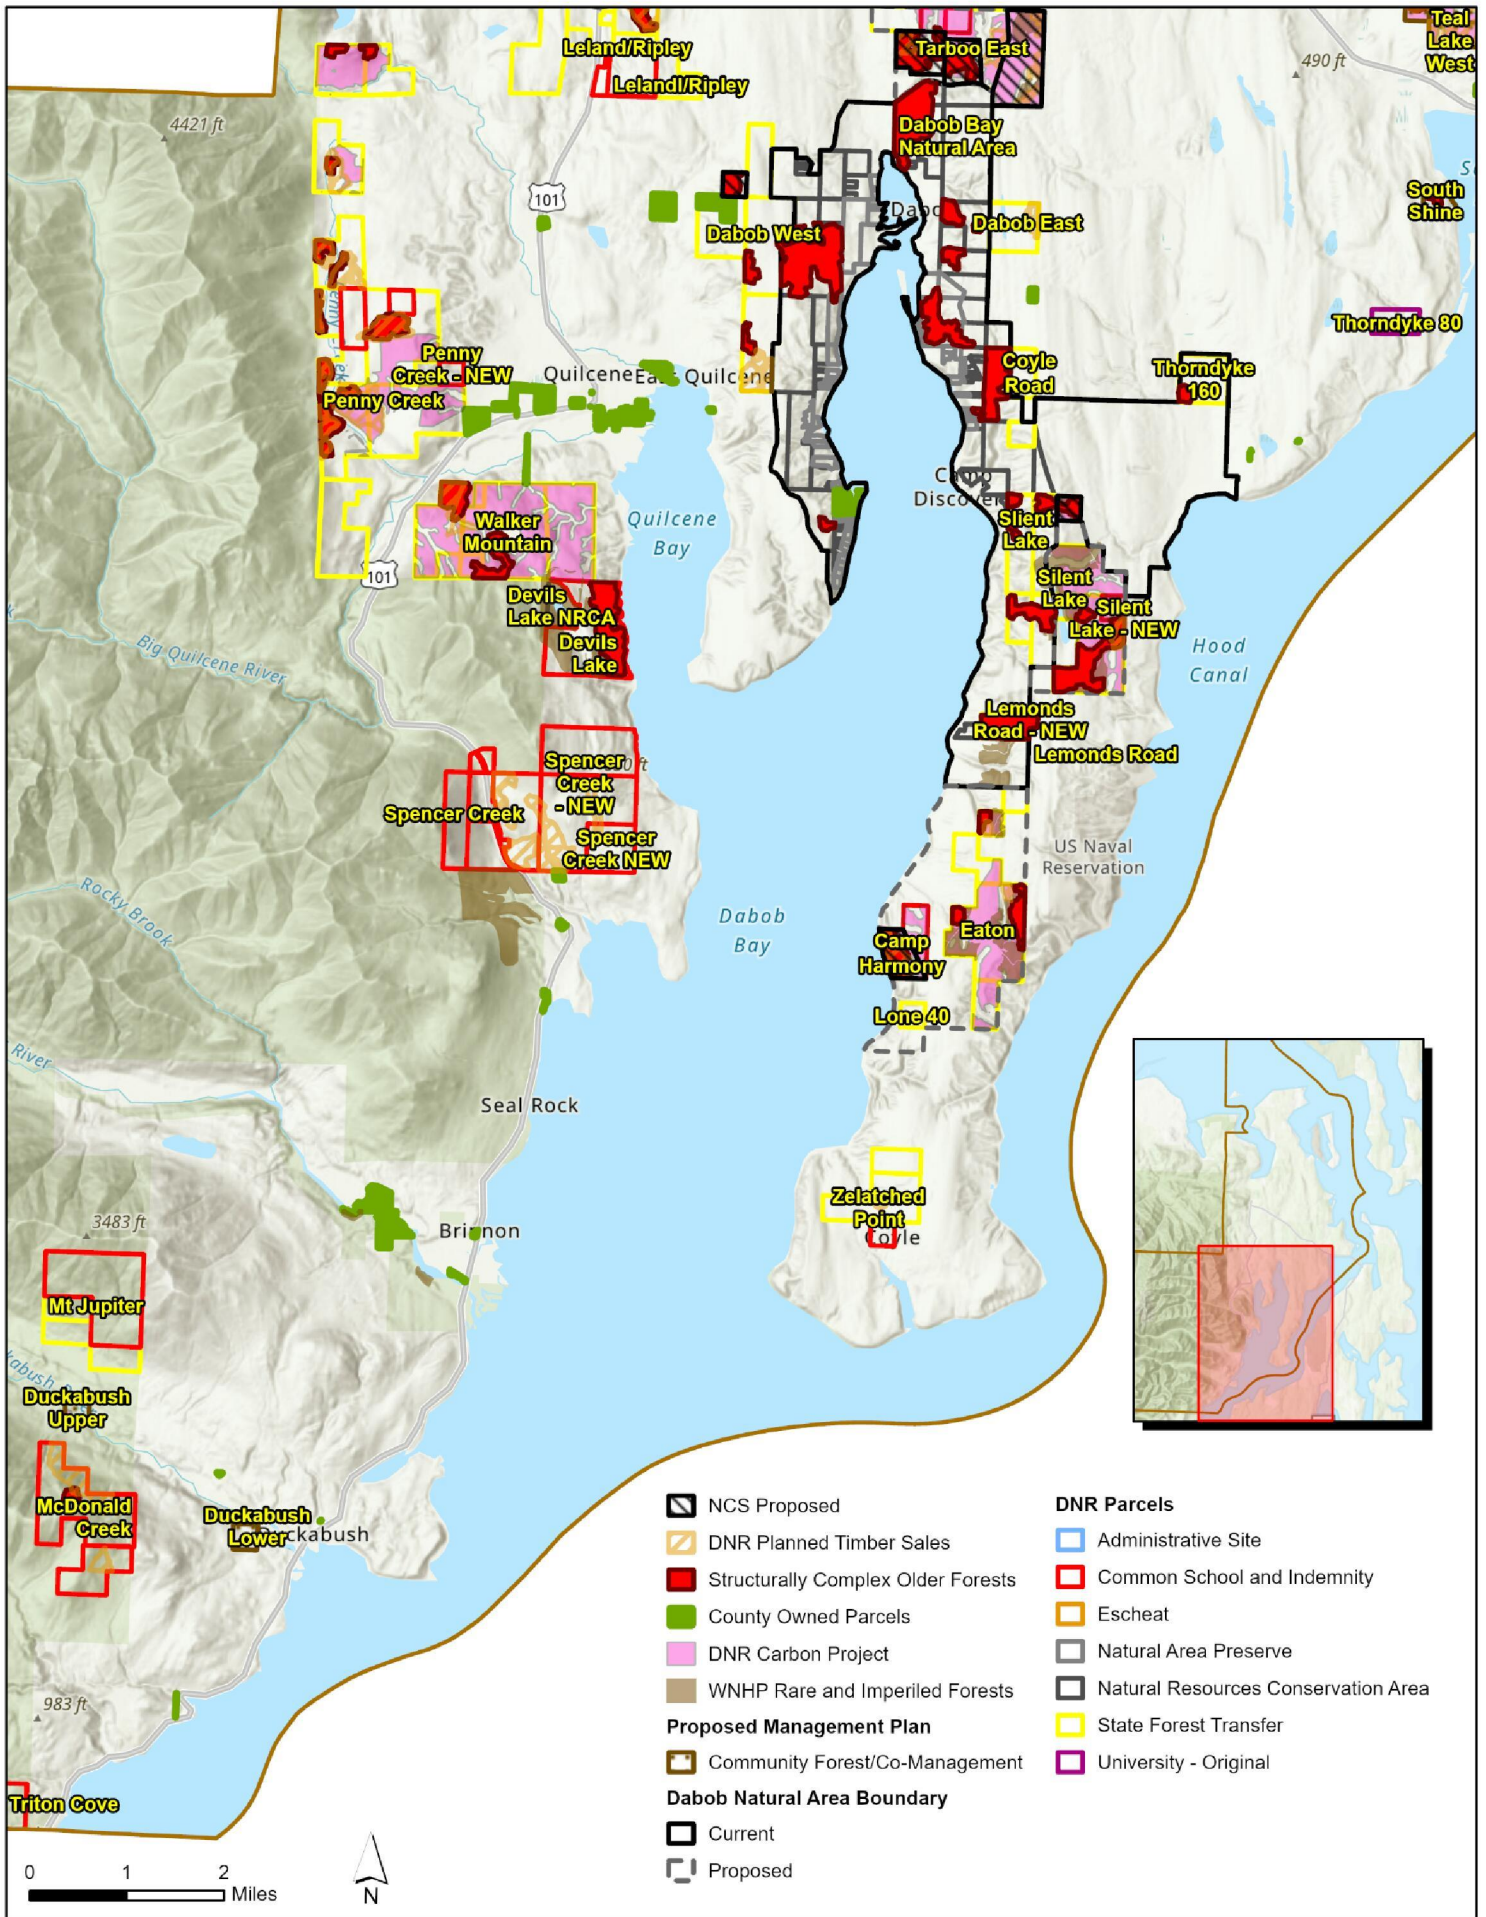 Leland/Ripley
Tarboo East
Teal
Lake
West
490 ft
Lelandl/Ripley
4421 ft
Dabob Bay
Natural Area
101
South
Shine
Dabob West
Dabob East
Thorndyke 80
Penny
Creek - NEW
Quilcene
East Quilcene
Coyle
Road
Thorndyke
160
Penny Creek
Camp
Discovery
Walker
Mountain
Quilcene
Bay
Slient
Lake
101
Silent
Lake
Devils
Lake NRCA
Silent
Lake - NEW
Devils
Lake
Big Quilcene River
Hood
Canal
Lemonds
Road - NEW
Lemonds Road
Spencer
Creek
- NEW
Spencer Creek
Spencer
Creek NEW
US Naval
Reservation
Rocky Brook
Dabob
Bay
Eaton
Camp
Harmony
Lone 40
River
Seal Rock
Zelatched
Point
Coyle
3483 ft
Brinnon
Mt Jupiter
Duckabush
Upper
McDonald
Creek
Duckabush
Lower
Duckabush
983 ft
Triton Cove
NCS Proposed
DNR Planned Timber Sales
Structurally Complex Older Forests
County Owned Parcels
DNR Carbon Project
WNHP Rare and Imperiled Forests
Proposed Management Plan
Community Forest/Co-Management
Dabob Natural Area Boundary
Current
Proposed
DNR Parcels
Administrative Site
Common School and Indemnity
Escheat
Natural Area Preserve
Natural Resources Conservation Area
State Forest Transfer
University - Original
0 1 2
Miles
N